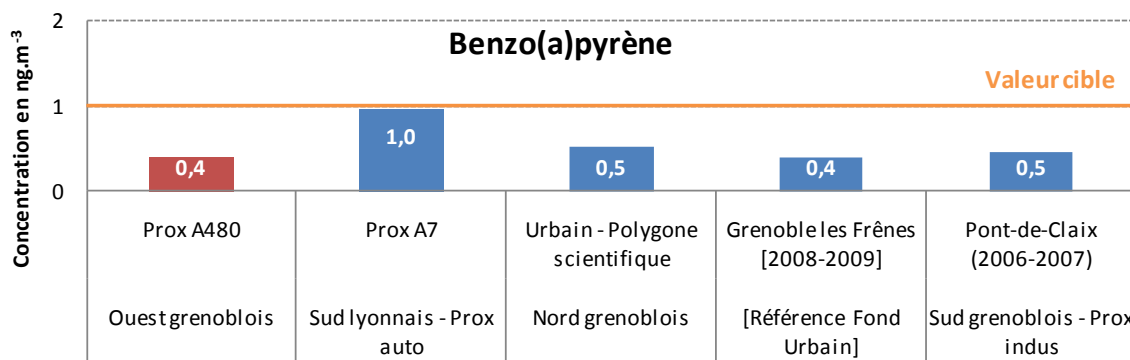 Benzo(a)pyrène
Concentration en ng.m-3
2
1
0
Valeur cible
0,4
1,0
0,5
0,4
0,5
Prox A480
Prox A7
Urbain - Polygone
scientifique
Grenoble les Frênes
[2008-2009]
Pont-de-Claix
(2006-2007)
Ouest grenoblois
Sud lyonnais - Prox
auto
Nord grenoblois
[Référence Fond
Urbain]
Sud grenoblois - Prox
indus